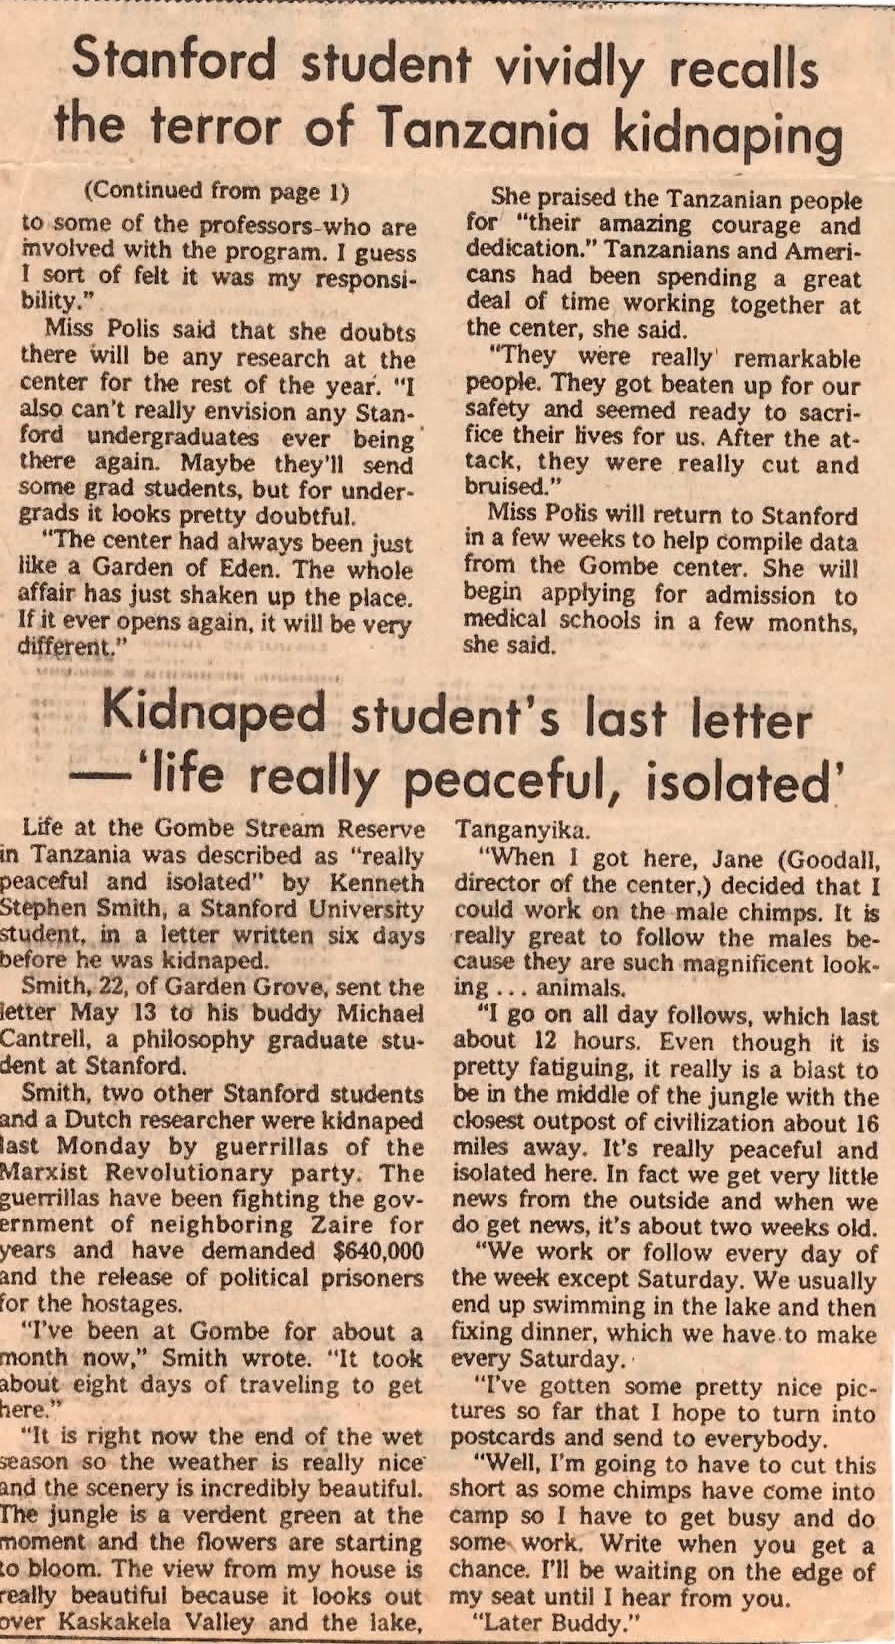 Stanford student vividly recalls
the terror of Tanzania kidnaping
(Continued from page 1)
to some of the professors who are
involved with the program. I guess
I sort of felt it was my responsi-
bility.”
Miss Polis said that she doubts
there will be any research at the
center for the rest of the year. “I
also can't really envision any Stan-
ford undergraduates ever being
there again. Maybe they'll send
some grad students, but for under-
grads it looks pretty doubtful.
“The center had always been just
like a Garden of Eden. The whole
affair has just shaken up the place.
If it ever opens again, it will be very
different.”
She praised the Tanzanian people
for “their amazing courage and
dedication.” Tanzanians and Ameri-
cans had been spending a great
deal of time working together at
the center, she said.
“They were really remarkable
people. They got beaten up for our
safety and seemed ready to sacri-
fice their lives for us. After the at-
tack, they were really cut and
bruised.”
Miss Polis will return to Stanford
in a few weeks to help compile data
from the Gombe center. She will
begin applying for admission to
medical schools in a few months,
she said.
Kidnaped student's last letter
—‘life really peaceful, isolated’
Life at the Gombe Stream Reserve
in Tanzania was described as “really
peaceful and isolated” by Kenneth
Stephen Smith, a Stanford University
student, in a letter written six days
before he was kidnaped.
Smith, 22, of Garden Grove, sent the
letter May 13 to his buddy Michael
Cantrell, a philosophy graduate stu-
dent at Stanford.
Smith, two other Stanford students
and a Dutch researcher were kidnaped
last Monday by guerrillas of the
Marxist Revolutionary party. The
guerrillas have been fighting the gov-
ernment of neighboring Zaire for
years and have demanded $640,000
and the release of political prisoners
for the hostages.
“I've been at Gombe for about a
month now,” Smith wrote. “It took
about eight days of traveling to get
here.”
“It is right now the end of the wet
season so the weather is really nice
and the scenery is incredibly beautiful.
The jungle is a verdent green at the
moment and the flowers are starting
to bloom. The view from my house is
really beautiful because it looks out
over Kaskakela Valley and the lake,
Tanganyika.
“When I got here, Jane (Goodall,
director of the center,) decided that I
could work on the male chimps. It is
really great to follow the males be-
cause they are such magnificent look-
ing ... animals.
“I go on all day follows, which last
about 12 hours. Even though it is
pretty fatiguing, it really is a blast to
be in the middle of the jungle with the
closest outpost of civilization about 16
miles away. It's really peaceful and
isolated here. In fact we get very little
news from the outside and when we
do get news, it's about two weeks old.
“We work or follow every day of
the week except Saturday. We usually
end up swimming in the lake and then
fixing dinner, which we have to make
every Saturday.
“I've gotten some pretty nice pic-
tures so far that I hope to turn into
postcards and send to everybody.
“Well, I'm going to have to cut this
short as some chimps have come into
camp so I have to get busy and do
some work. Write when you get a
chance. I'll be waiting on the edge of
my seat until I hear from you.
“Later Buddy.”